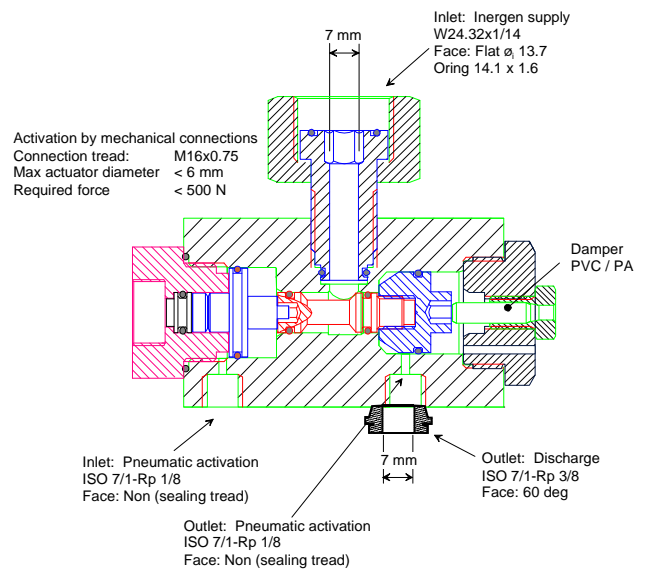 Inlet: Inergen supply
W24.32x1/14
Face: Flat øᵢ 13.7
Oring 14.1 x 1.6
7 mm
Activation by mechanical connections
Connection tread: M16x0.75
Max actuator diameter < 6 mm
Required force < 500 N
Damper
PVC / PA
Inlet: Pneumatic activation
ISO 7/1-Rp 1/8
Face: Non (sealing tread)
7 mm
Outlet: Discharge
ISO 7/1-Rp 3/8
Face: 60 deg
Outlet: Pneumatic activation
ISO 7/1-Rp 1/8
Face: Non (sealing tread)